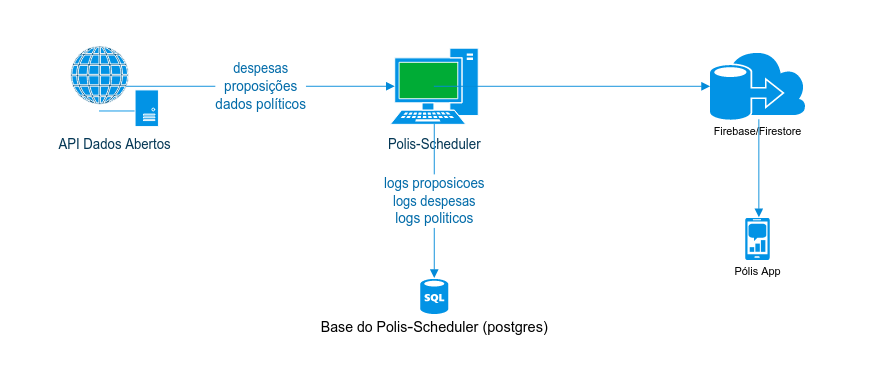 despesas
proposições
dados políticos
API Dados Abertos
Polis-Scheduler
Firebase/Firestore
logs proposicoes
logs despesas
logs politicos
SQL
Pólis App
Base do Polis-Scheduler (postgres)